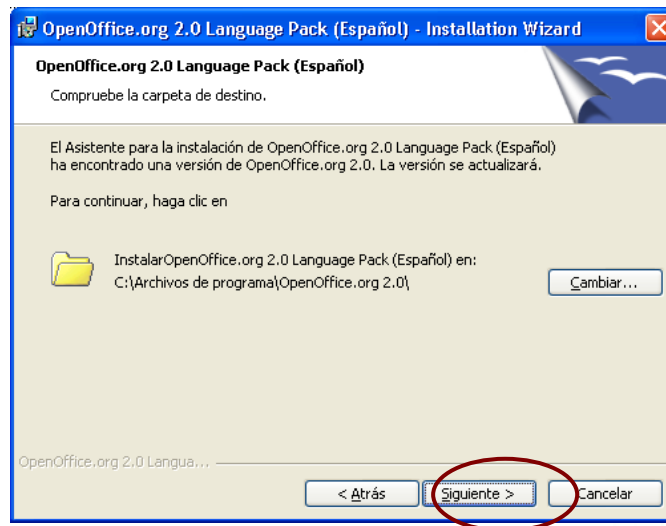 OpenOffice.org 2.0 Language Pack (Español) - Installation Wizard
OpenOffice.org 2.0 Language Pack (Español)
Compruebe la carpeta de destino.
El Asistente para la instalación de OpenOffice.org 2.0 Language Pack (Español)
ha encontrado una versión de OpenOffice.org 2.0. La versión se actualizará.
Para continuar, haga clic en
InstalarOpenOffice.org 2.0 Language Pack (Español) en:
C:\Archivos de programa\OpenOffice.org 2.0\
Cambiar...
OpenOffice.org 2.0 Langua...
< Atrás
Siguiente >
Cancelar